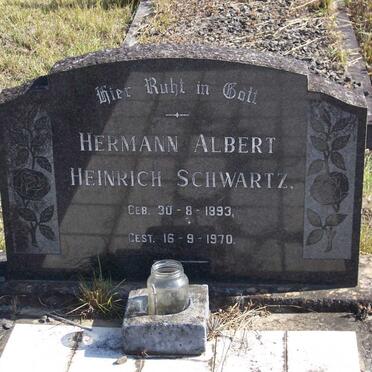 Hier Ruht in Gott
HERMANN ALBERT
HEINRICH SCHWARTZ.
GEB. 30-8-1893,
GEST. 16-9-1970.